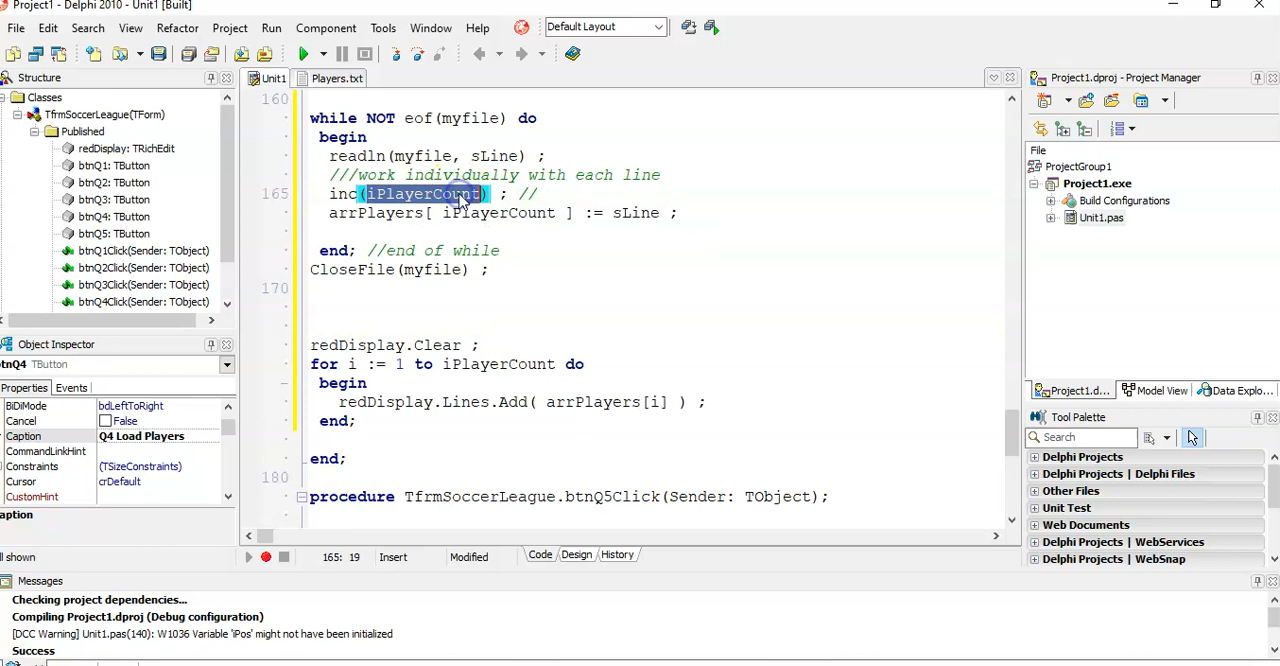 Project1 - Delphi 2010 - Unit1 [Built]
File Edit Search View Refactor Project Run Component Tools Window Help Default Layout
Structure
Classes
TfrmSoccerLeague(TForm)
Published
redDisplay: TRichEdit
btnQ1: TButton
btnQ2: TButton
btnQ3: TButton
btnQ4: TButton
btnQ5: TButton
btnQ1Click(Sender: TObject)
btnQ2Click(Sender: TObject)
btnQ3Click(Sender: TObject)
btnQ4Click(Sender: TObject)
Object Inspector
btnQ4 TButton
Properties Events
BiDiMode bdLeftToRight
Cancel False
Caption Q4 Load Players
CommandLinkHint
Constraints (TSizeConstraints)
Cursor crDefault
CustomHint
aption
ll shown
Unit1 Players.txt
160
while NOT eof(myfile) do
begin
readln(myfile, sLine) ;
///work individually with each line
165 inc(iPlayerCount) ; //
arrPlayers[ iPlayerCount ] := sLine ;
end; //end of while
CloseFile(myfile) ;
170
redDisplay.Clear ;
for i := 1 to iPlayerCount do
begin
redDisplay.Lines.Add( arrPlayers[i] ) ;
end;
end;
180
procedure TfrmSoccerLeague.btnQ5Click(Sender: TObject);
165: 19 Insert Modified Code Design History
Project1.dproj - Project Manager
File
ProjectGroup1
Project1.exe
Build Configurations
Unit1.pas
Project1.d... Model View Data Explo...
Tool Palette
Search
Delphi Projects
Delphi Projects | Delphi Files
Other Files
Unit Test
Web Documents
Delphi Projects | WebServices
Delphi Projects | WebSnap
Messages
Checking project dependencies...
Compiling Project1.dproj (Debug configuration)
[DCC Warning] Unit1.pas(140): W1036 Variable 'iPos' might not have been initialized
Success